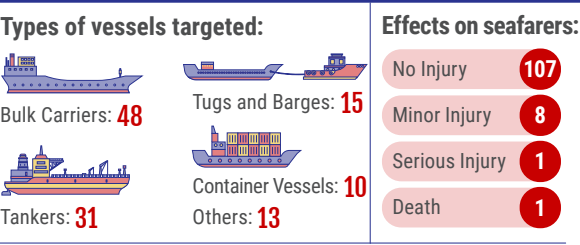 Types of vessels targeted:
Bulk Carriers: 48
Tugs and Barges: 15
Tankers: 31
Container Vessels: 10
Others: 13
Effects on seafarers:
No Injury 107
Minor Injury 8
Serious Injury 1
Death 1